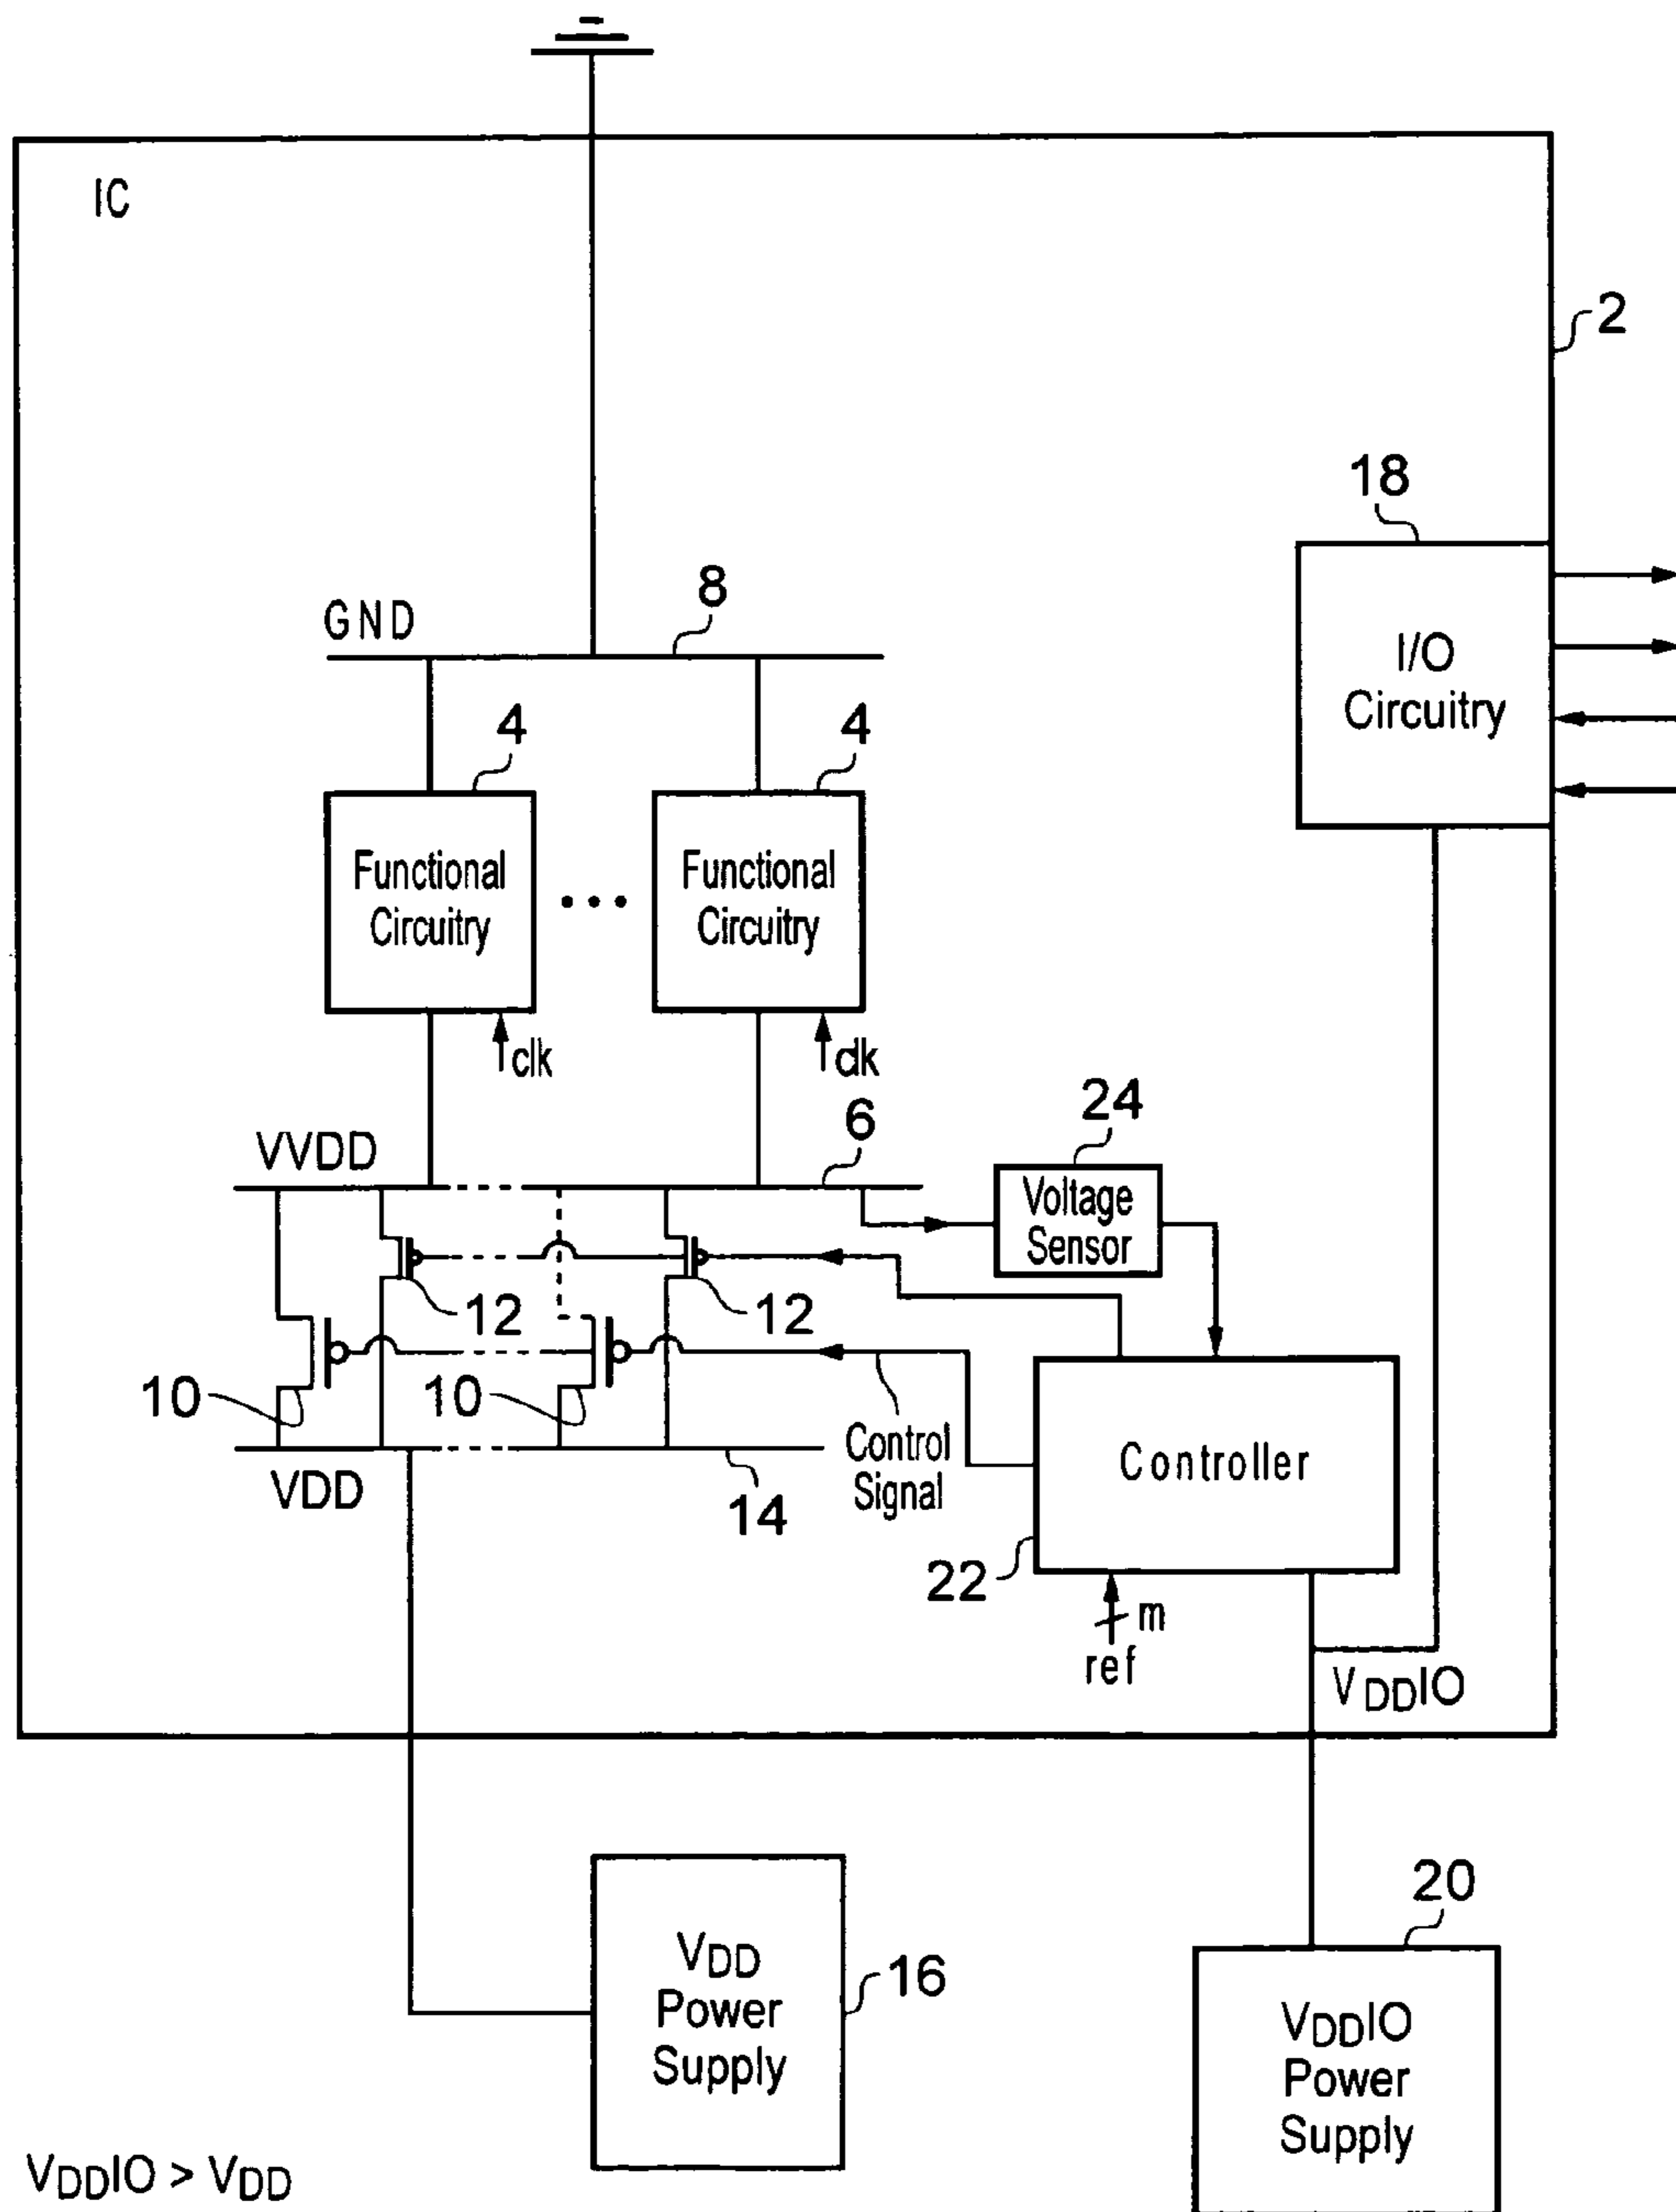 IC
2
18
I/O
Circuitry
GND
8
4
4
Functional
Circuitry
Functional
Circuitry
clk
clk
VVDD
6
24
Voltage
Sensor
12
12
10
10
Control
Signal
Controller
VDD
14
22
m
ref
VDDIO
VDD
Power
Supply
16
20
VDDIO
Power
Supply
VDDIO > VDD